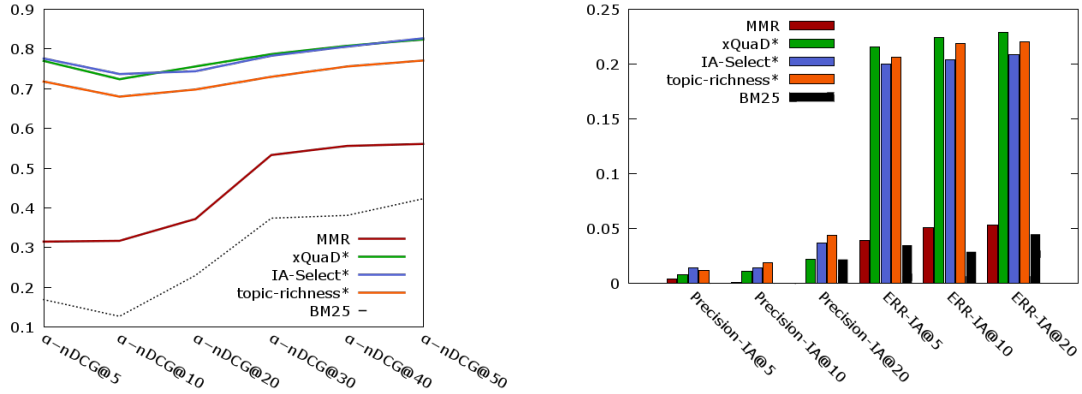 0.9
0.8
0.7
0.6
0.5
0.4
0.3
0.2
0.1
MMR
xQuaD*
IA-Select*
topic-richness*
BM25
α-nDCG@5
α-nDCG@10
α-nDCG@20
α-nDCG@30
α-nDCG@40
α-nDCG@50
0.25
0.2
0.15
0.1
0.05
0
MMR
xQuaD*
IA-Select*
topic-richness*
BM25
Precision-IA@5
Precision-IA@10
Precision-IA@20
ERR-IA@5
ERR-IA@10
ERR-IA@20